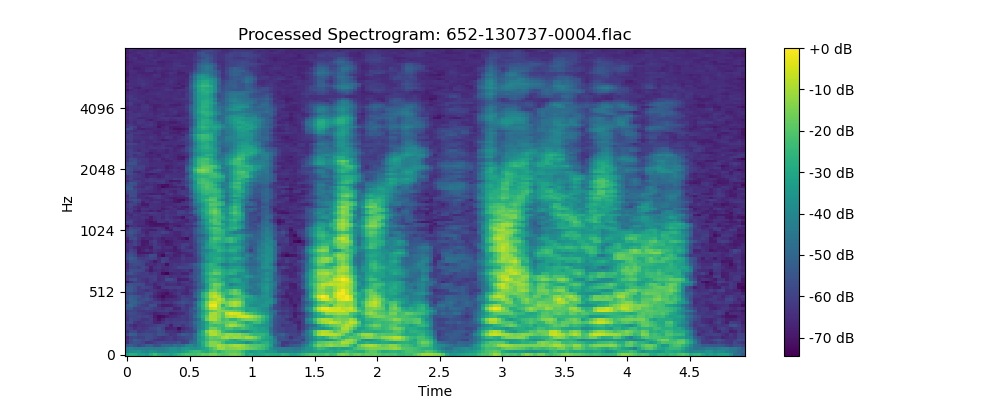 Processed Spectrogram: 652-130737-0004.flac
+0 dB
4096
-10 dB
-20 dB
2048
-30 dB
Hz
1024
-40 dB
-50 dB
512
-60 dB
-70 dB
0
0 0.5 1 1.5 2 2.5 3 3.5 4 4.5
Time